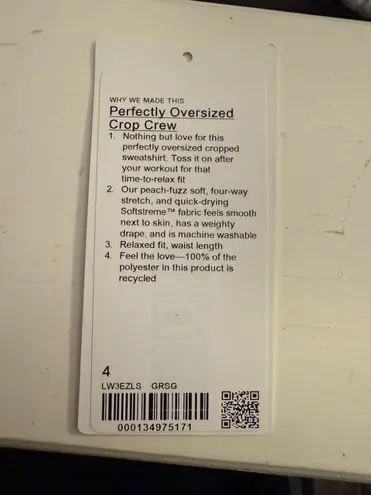 WHY WE MADE THIS
Perfectly Oversized
Crop Crew
1. Nothing but love for this
perfectly oversized cropped
sweatshirt. Toss it on after
your workout for that
time-to-relax fit
2. Our peach-fuzz soft, four-way
stretch, and quick-drying
Softstreme™ fabric feels smooth
next to skin, has a weighty
drape, and is machine washable
3. Relaxed fit, waist length
4. Feel the love—100% of the
polyester in this product is
recycled
4
LW3EZLS GRSG
000134975171